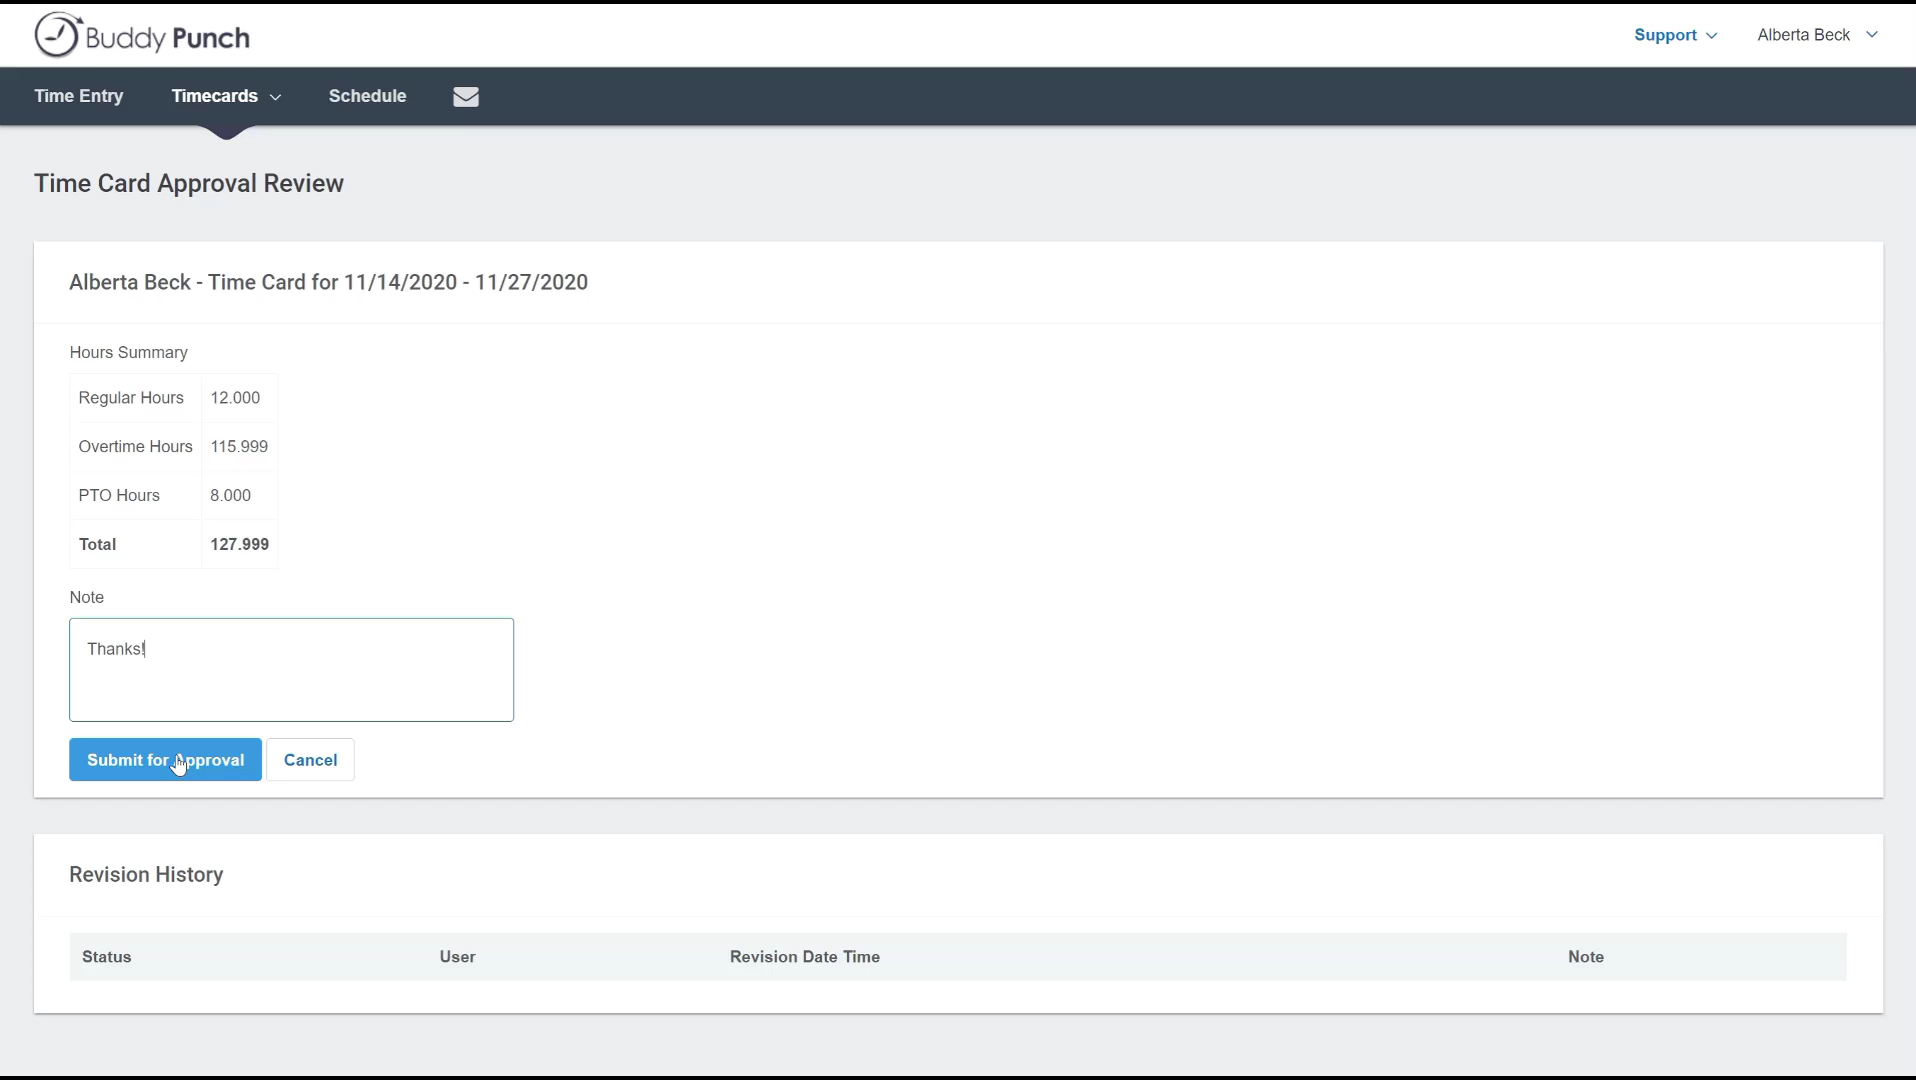 Buddy Punch
Support
Alberta Beck
Time Entry
Timecards
Schedule
Time Card Approval Review
Alberta Beck - Time Card for 11/14/2020 - 11/27/2020
Hours Summary
Regular Hours 12.000
Overtime Hours 115.999
PTO Hours 8.000
Total 127.999
Note
Thanks!
Submit for Approval
Cancel
Revision History
Status User Revision Date Time Note